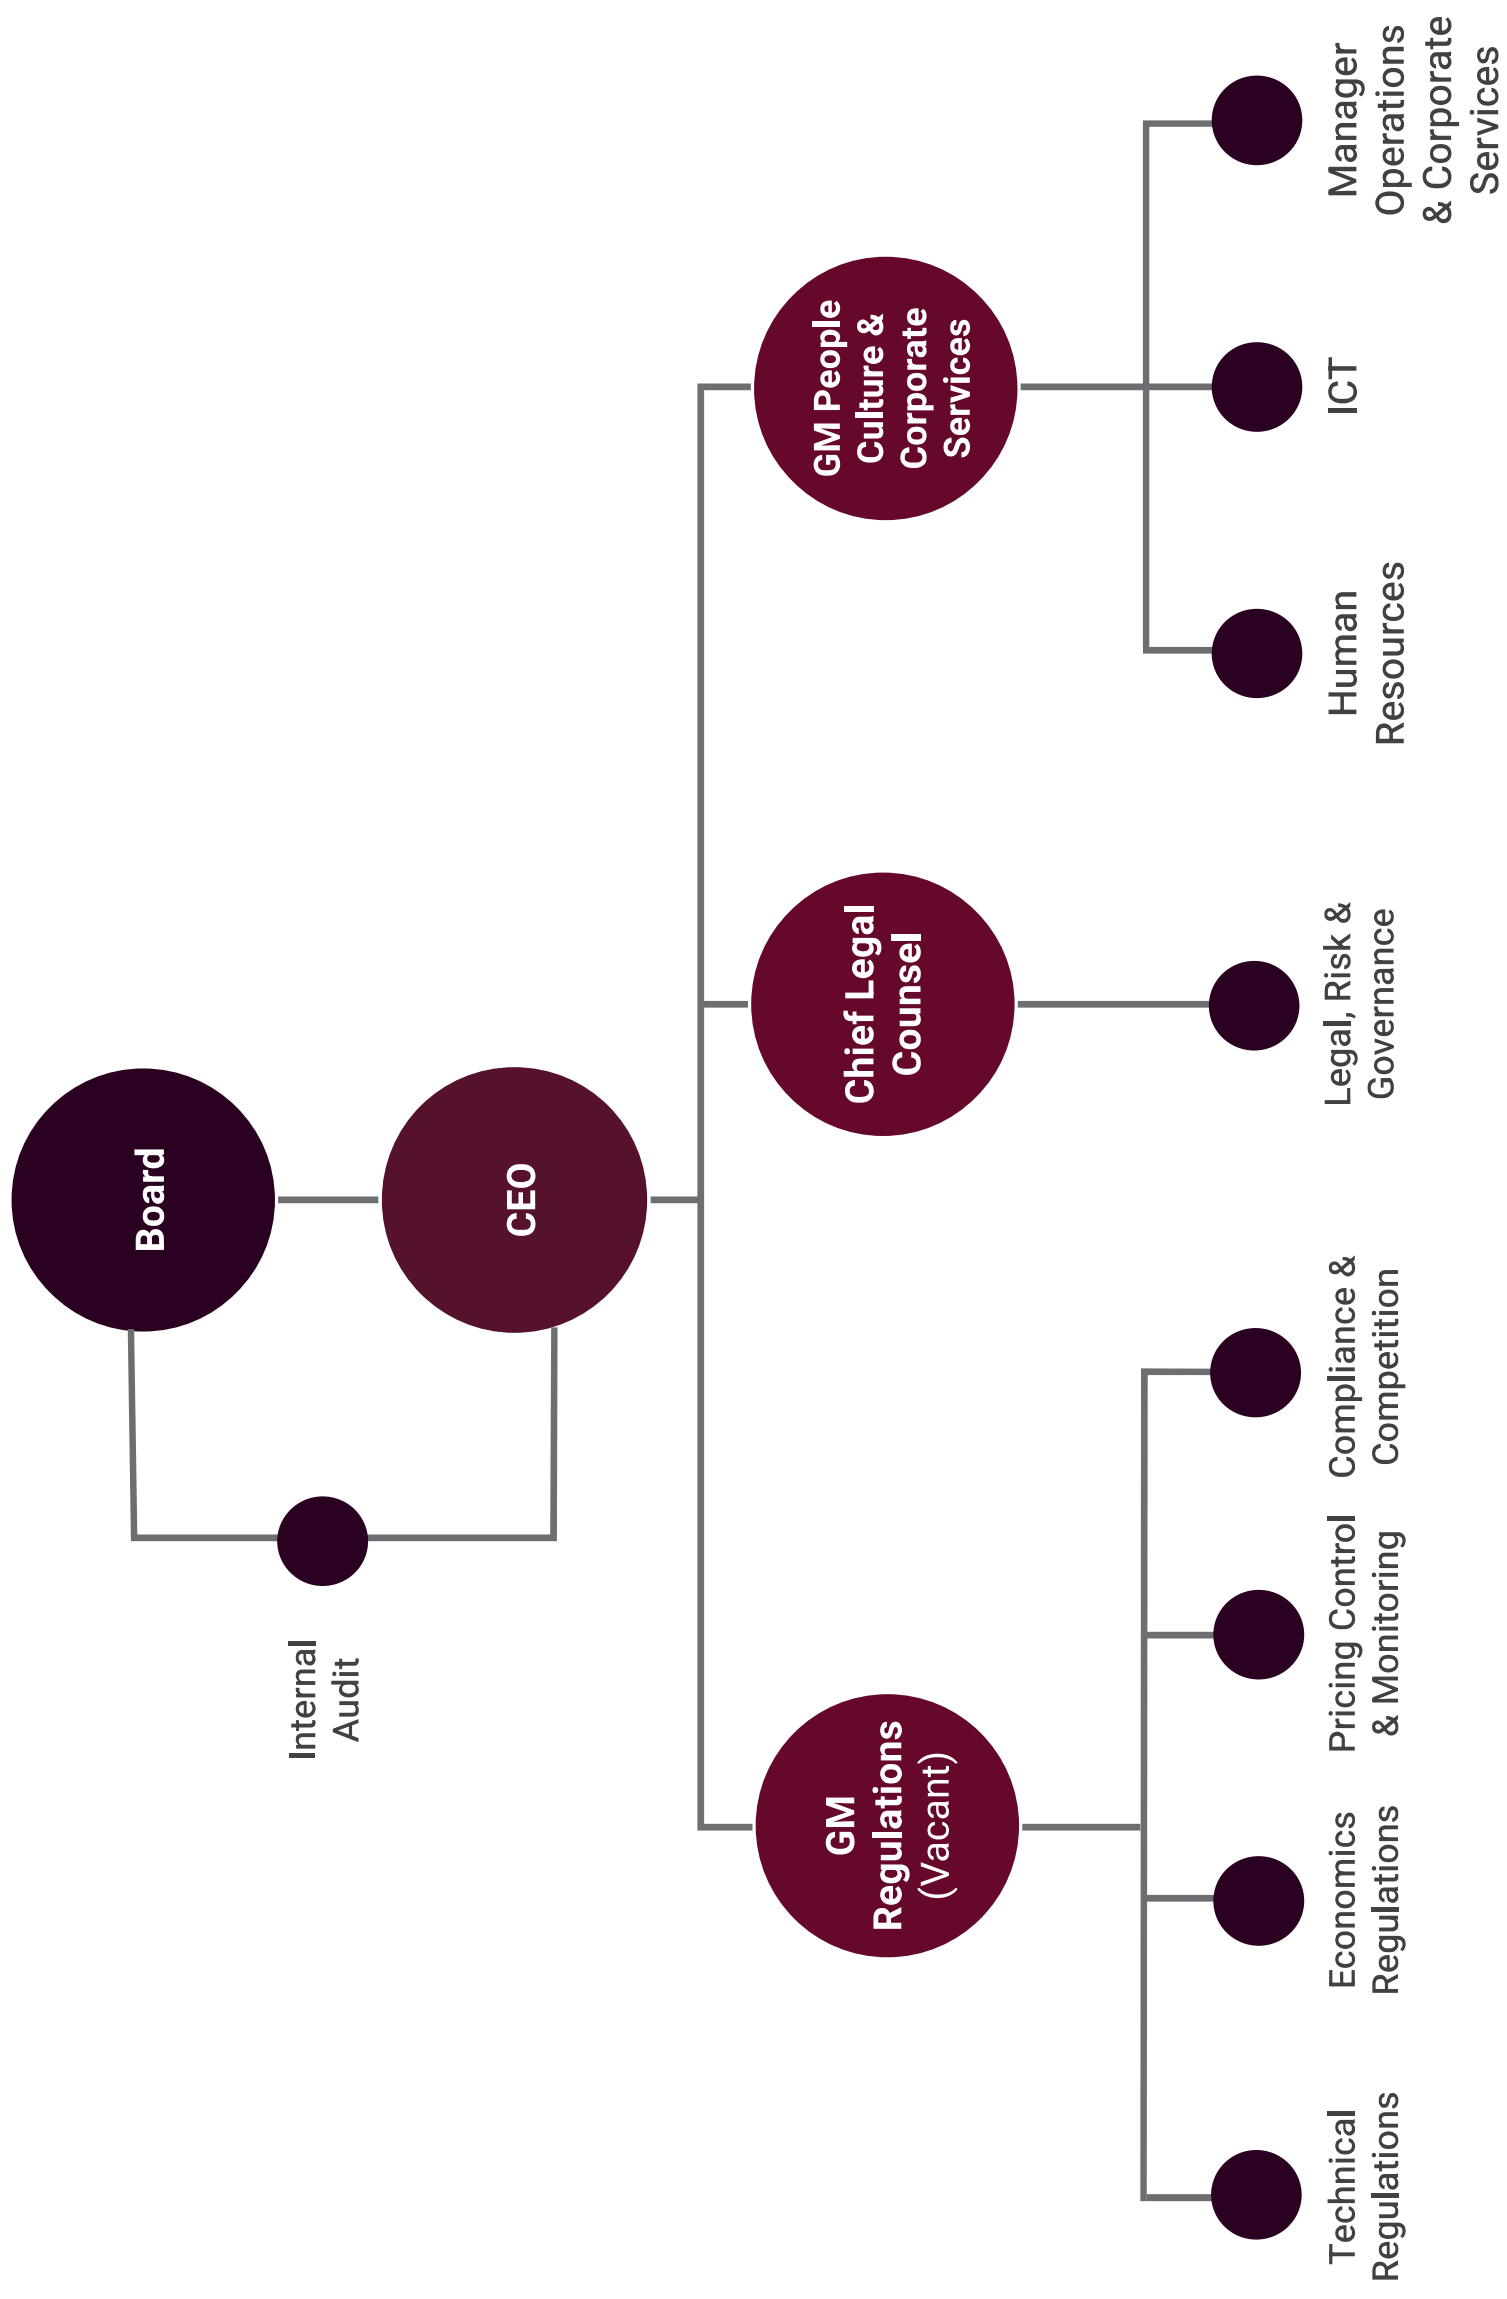 Board
Internal
Audit
CEO
GM
Regulations
(Vacant)
Chief Legal
Counsel
GM People
Culture &
Corporate
Services
Technical
Regulations
Economics
Regulations
Pricing Control
& Monitoring
Compliance &
Competition
Legal, Risk &
Governance
Human
Resources
ICT
Manager
Operations
& Corporate
Services